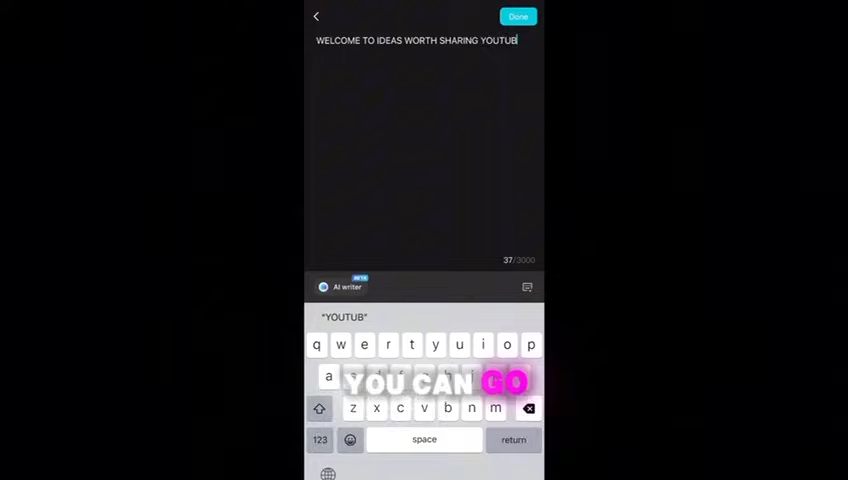 Done
WELCOME TO IDEAS WORTH SHARING YOUTUB
37/3000
BETA
AI writer
"YOUTUB"
q w e r t y u i o p
a
YOU CAN GO
z x c v b n m
123 space return